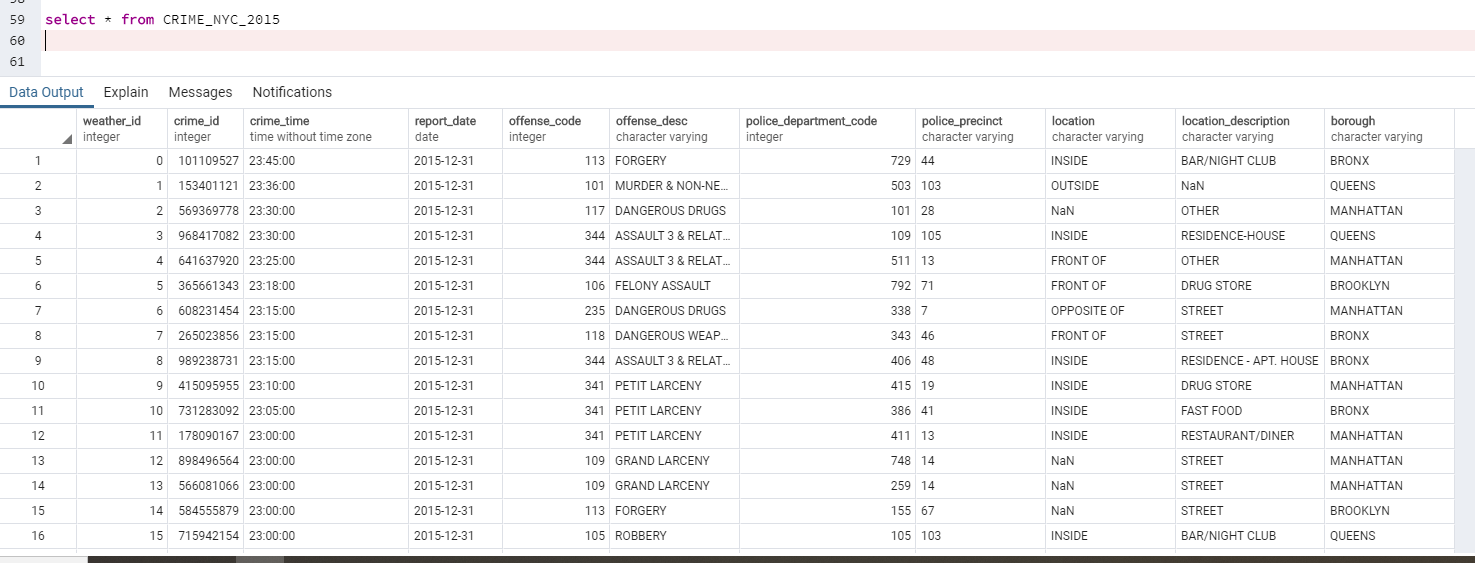 59 select * from CRIME_NYC_2015
60
61
Data Output Explain Messages Notifications
weather_id crime_id crime_time report_date offense_code offense_desc police_department_code police_precinct location location_description borough
integer integer time without time zone date integer character varying integer character varying character varying character varying character varying
1 0 101109527 23:45:00 2015-12-31 113 FORGERY 729 44 INSIDE BAR/NIGHT CLUB BRONX
2 1 153401121 23:36:00 2015-12-31 101 MURDER & NON-NE... 503 103 OUTSIDE NaN QUEENS
3 2 569369778 23:30:00 2015-12-31 117 DANGEROUS DRUGS 101 28 NaN OTHER MANHATTAN
4 3 968417082 23:30:00 2015-12-31 344 ASSAULT 3 & RELAT... 109 105 INSIDE RESIDENCE-HOUSE QUEENS
5 4 641637920 23:25:00 2015-12-31 344 ASSAULT 3 & RELAT... 511 13 FRONT OF OTHER MANHATTAN
6 5 365661343 23:18:00 2015-12-31 106 FELONY ASSAULT 792 71 FRONT OF DRUG STORE BROOKLYN
7 6 608231454 23:15:00 2015-12-31 235 DANGEROUS DRUGS 338 7 OPPOSITE OF STREET MANHATTAN
8 7 265023856 23:15:00 2015-12-31 118 DANGEROUS WEAP... 343 46 FRONT OF STREET BRONX
9 8 989238731 23:15:00 2015-12-31 344 ASSAULT 3 & RELAT... 406 48 INSIDE RESIDENCE - APT. HOUSE BRONX
10 9 415095955 23:10:00 2015-12-31 341 PETIT LARCENY 415 19 INSIDE DRUG STORE MANHATTAN
11 10 731283092 23:05:00 2015-12-31 341 PETIT LARCENY 386 41 INSIDE FAST FOOD BRONX
12 11 178090167 23:00:00 2015-12-31 341 PETIT LARCENY 411 13 INSIDE RESTAURANT/DINER MANHATTAN
13 12 898496564 23:00:00 2015-12-31 109 GRAND LARCENY 748 14 NaN STREET MANHATTAN
14 13 566081066 23:00:00 2015-12-31 109 GRAND LARCENY 259 14 NaN STREET MANHATTAN
15 14 584555879 23:00:00 2015-12-31 113 FORGERY 155 67 NaN STREET BROOKLYN
16 15 715942154 23:00:00 2015-12-31 105 ROBBERY 105 103 INSIDE BAR/NIGHT CLUB QUEENS